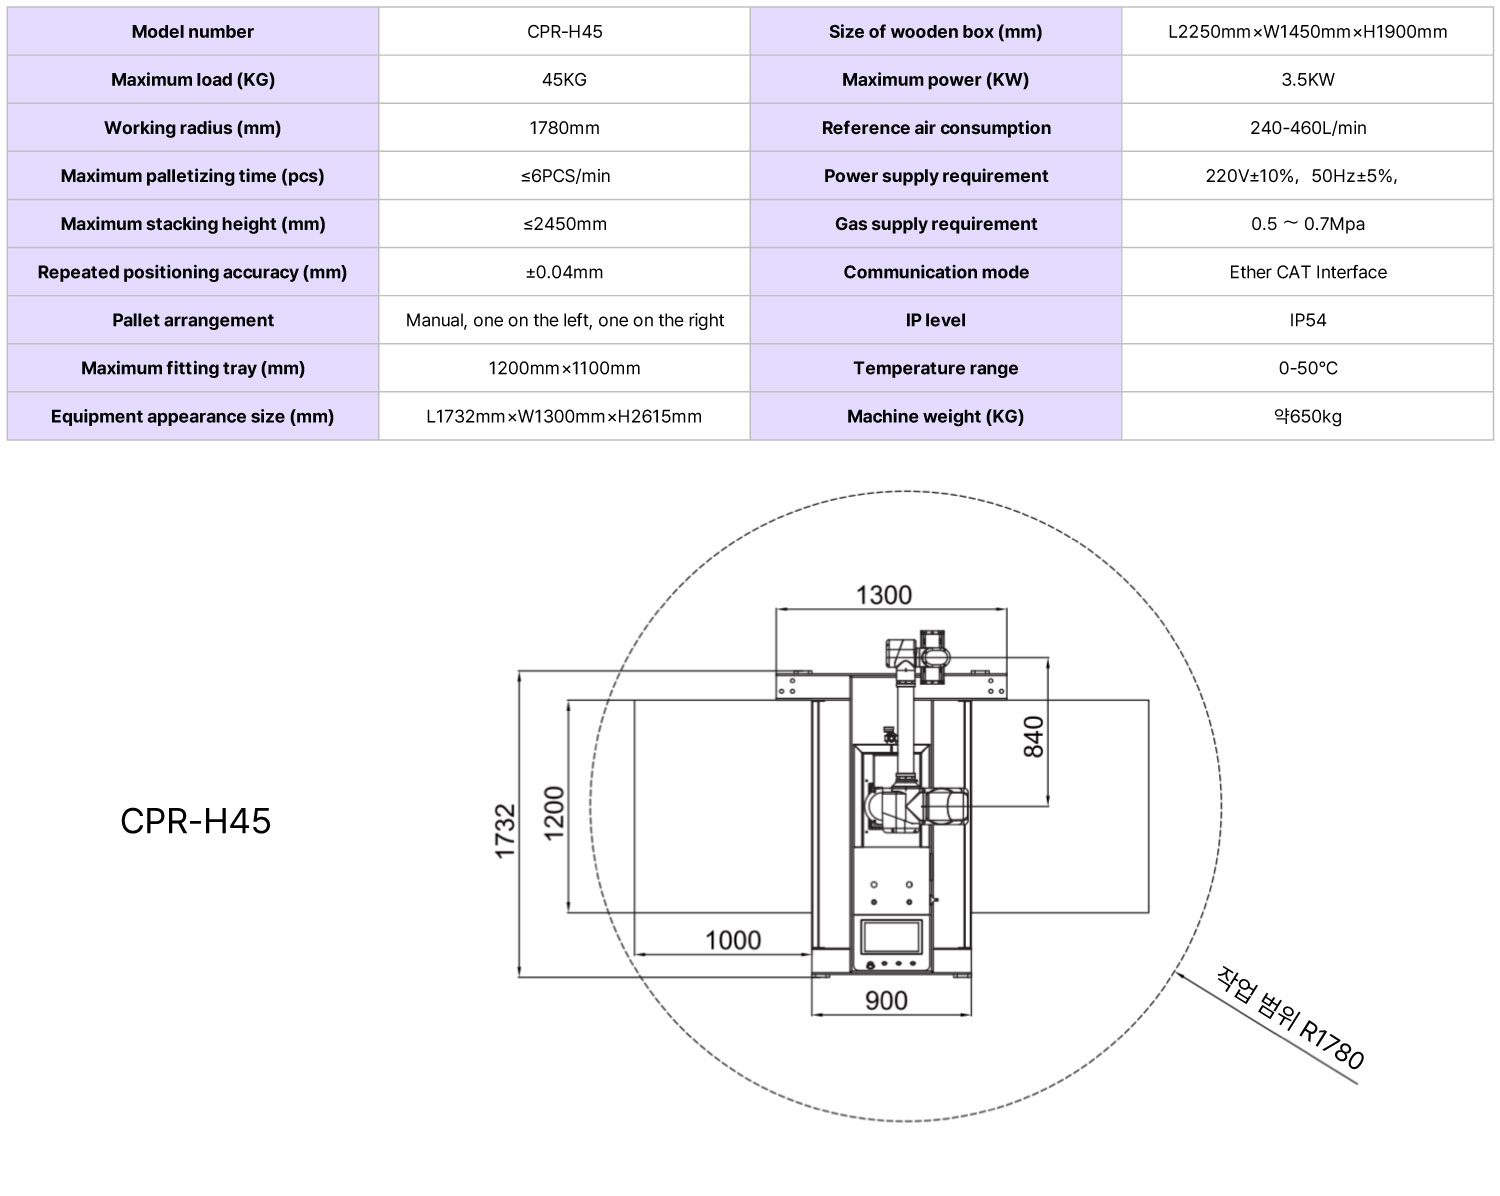 Model number CPR-H45 Size of wooden box (mm) L2250mm×W1450mm×H1900mm
Maximum load (KG) 45KG Maximum power (KW) 3.5KW
Working radius (mm) 1780mm Reference air consumption 240-460L/min
Maximum palletizing time (pcs) ≤6PCS/min Power supply requirement 220V±10%, 50Hz±5%,
Maximum stacking height (mm) ≤2450mm Gas supply requirement 0.5 ~ 0.7Mpa
Repeated positioning accuracy (mm) ±0.04mm Communication mode Ether CAT Interface
Pallet arrangement Manual, one on the left, one on the right IP level IP54
Maximum fitting tray (mm) 1200mm×1100mm Temperature range 0-50℃
Equipment appearance size (mm) L1732mm×W1300mm×H2615mm Machine weight (KG) 약650kg
1300
840
1200
1732
CPR-H45
1000
900
작업 범위 R1780